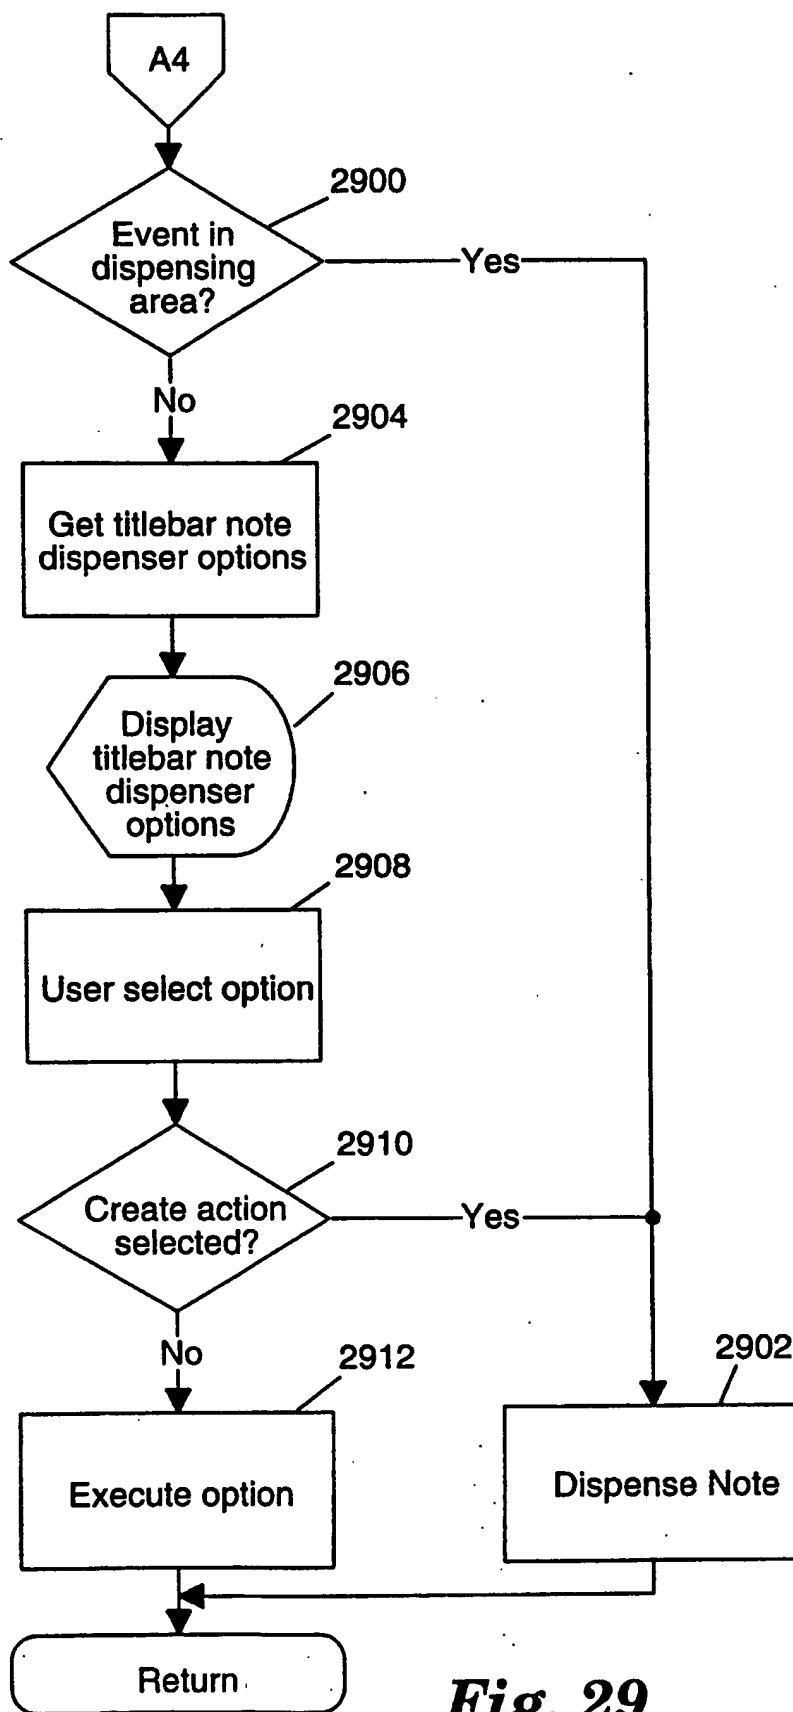 A4
2900
Event in
dispensing
area?
Yes
No
2904
Get titlebar note
dispenser options
2906
Display
titlebar note
dispenser
options
2908
User select option
2910
Create action
selected?
Yes
No
2912
2902
Execute option
Dispense Note
Return
Fig. 29